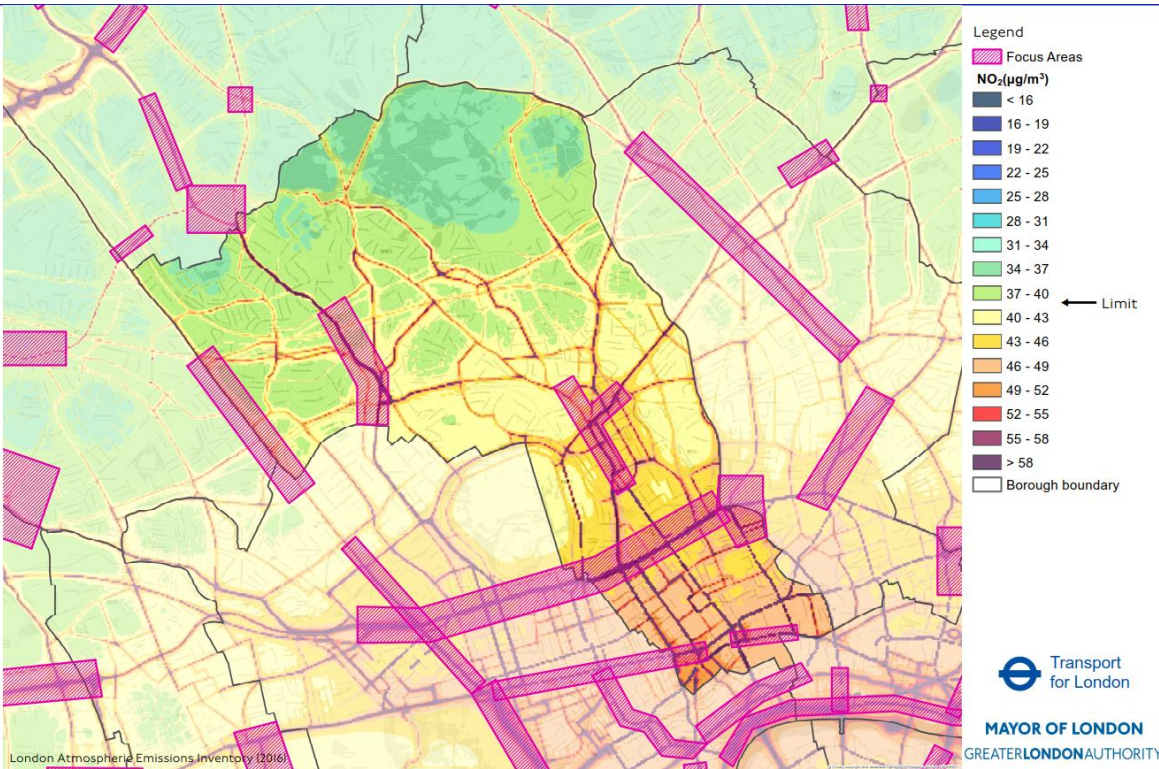 Legend
Focus Areas
NO₂(µg/m³)
< 16
16 - 19
19 - 22
22 - 25
25 - 28
28 - 31
31 - 34
34 - 37
37 - 40
Limit
40 - 43
43 - 46
46 - 49
49 - 52
52 - 55
55 - 58
> 58
Borough boundary
Transport
for London
MAYOR OF LONDON
GREATERLONDONAUTHORITY
London Atmospheric Emissions Inventory (2016)